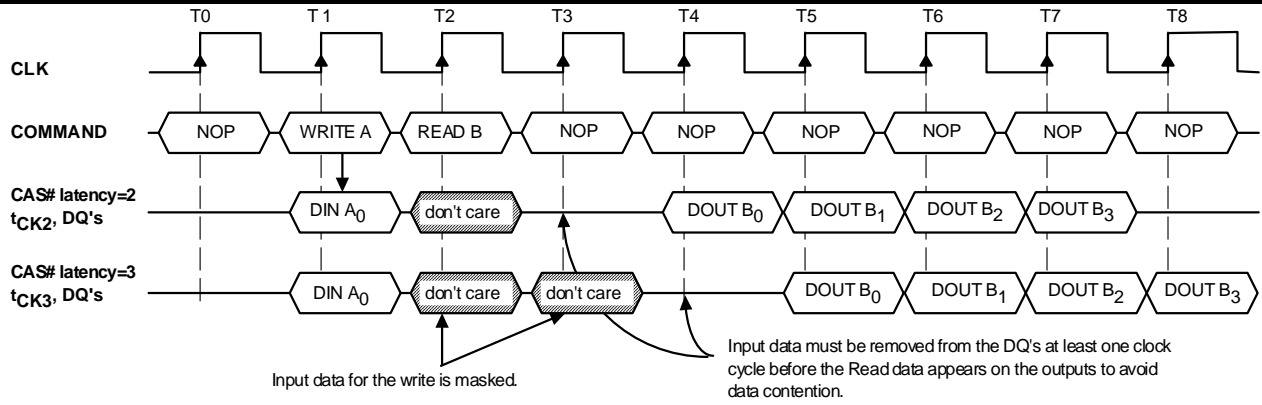 T0 T1 T2 T3 T4 T5 T6 T7 T8
CLK
COMMAND NOP WRITE A READ B NOP NOP NOP NOP NOP NOP
CAS# latency=2
tCK2, DQ's DIN A0 don't care DOUT B0 DOUT B1 DOUT B2 DOUT B3
CAS# latency=3
tCK3, DQ's DIN A0 don't care don't care DOUT B0 DOUT B1 DOUT B2 DOUT B3
Input data for the write is masked.
Input data must be removed from the DQ's at least one clock
cycle before the Read data appears on the outputs to avoid
data contention.